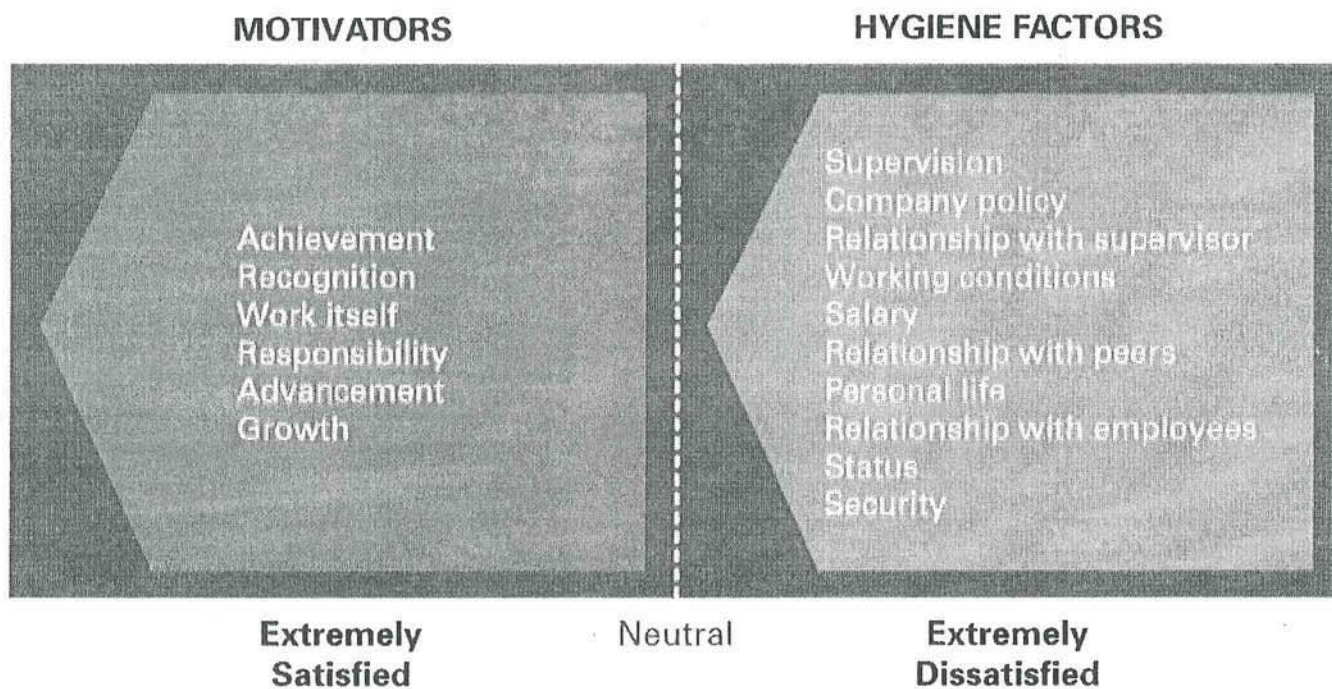 MOTIVATORS
HYGIENE FACTORS
Achievement
Recognition
Work itself
Responsibility
Advancement
Growth
Supervision
Company policy
Relationship with supervisor
Working conditions
Salary
Relationship with peers
Personal life
Relationship with employees
Status
Security
Extremely
Satisfied
Neutral
Extremely
Dissatisfied